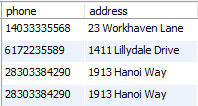 phone address
14033335568 23 Workhaven Lane
6172235589 1411 Lillydale Drive
28303384290 1913 Hanoi Way
28303384290 1913 Hanoi Way